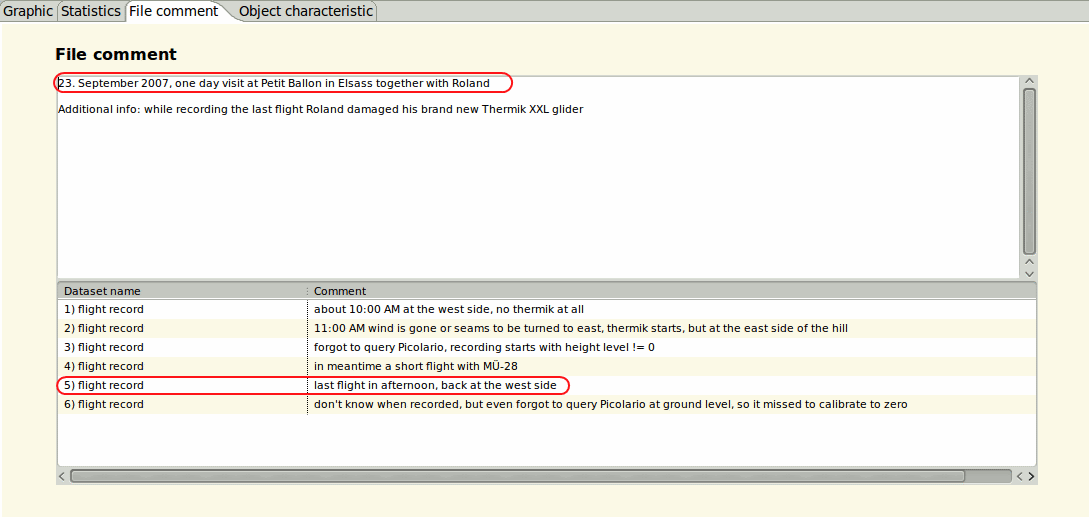 Graphic Statistics File comment Object characteristic
File comment
23. September 2007, one day visit at Petit Ballon in Elsass together with Roland
Additional info: while recording the last flight Roland damaged his brand new Thermik XXL glider
Dataset name Comment
1) flight record about 10:00 AM at the west side, no thermik at all
2) flight record 11:00 AM wind is gone or seams to be turned to east, thermik starts, but at the east side of the hill
3) flight record forgot to query Picolario, recording starts with height level != 0
4) flight record in meantime a short flight with MÜ-28
5) flight record last flight in afternoon, back at the west side
6) flight record don't know when recorded, but even forgot to query Picolario at ground level, so it missed to calibrate to zero